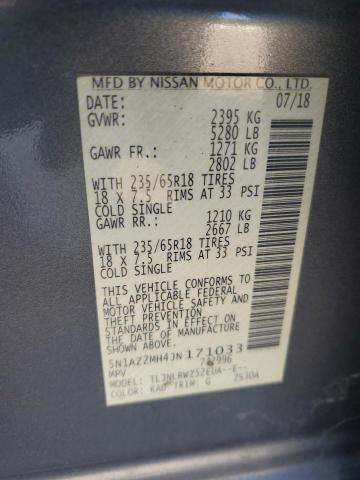 MFD BY NISSAN MOTOR CO., LTD.
DATE: 07/18
GVWR: 2395 KG
5280 LB
GAWR FR.: 1271 KG
2802 LB
WITH 235/65R18 TIRES
18 X 7.5 RIMS AT 33 PSI
COLD SINGLE
GAWR RR.: 1210 KG
2667 LB
WITH 235/65R18 TIRES
18 X 7.5 RIMS AT 33 PSI
COLD SINGLE
THIS VEHICLE CONFORMS TO
ALL APPLICABLE FEDERAL
MOTOR VEHICLE SAFETY
AND THEFT PREVENTION
STANDARDS IN EFFECT ON
THE DATE OF MANUFACTURE
SHOWN ABOVE.
5N1AZ2MH4JN171033
MPV
COLOR: KAD TRIM: G